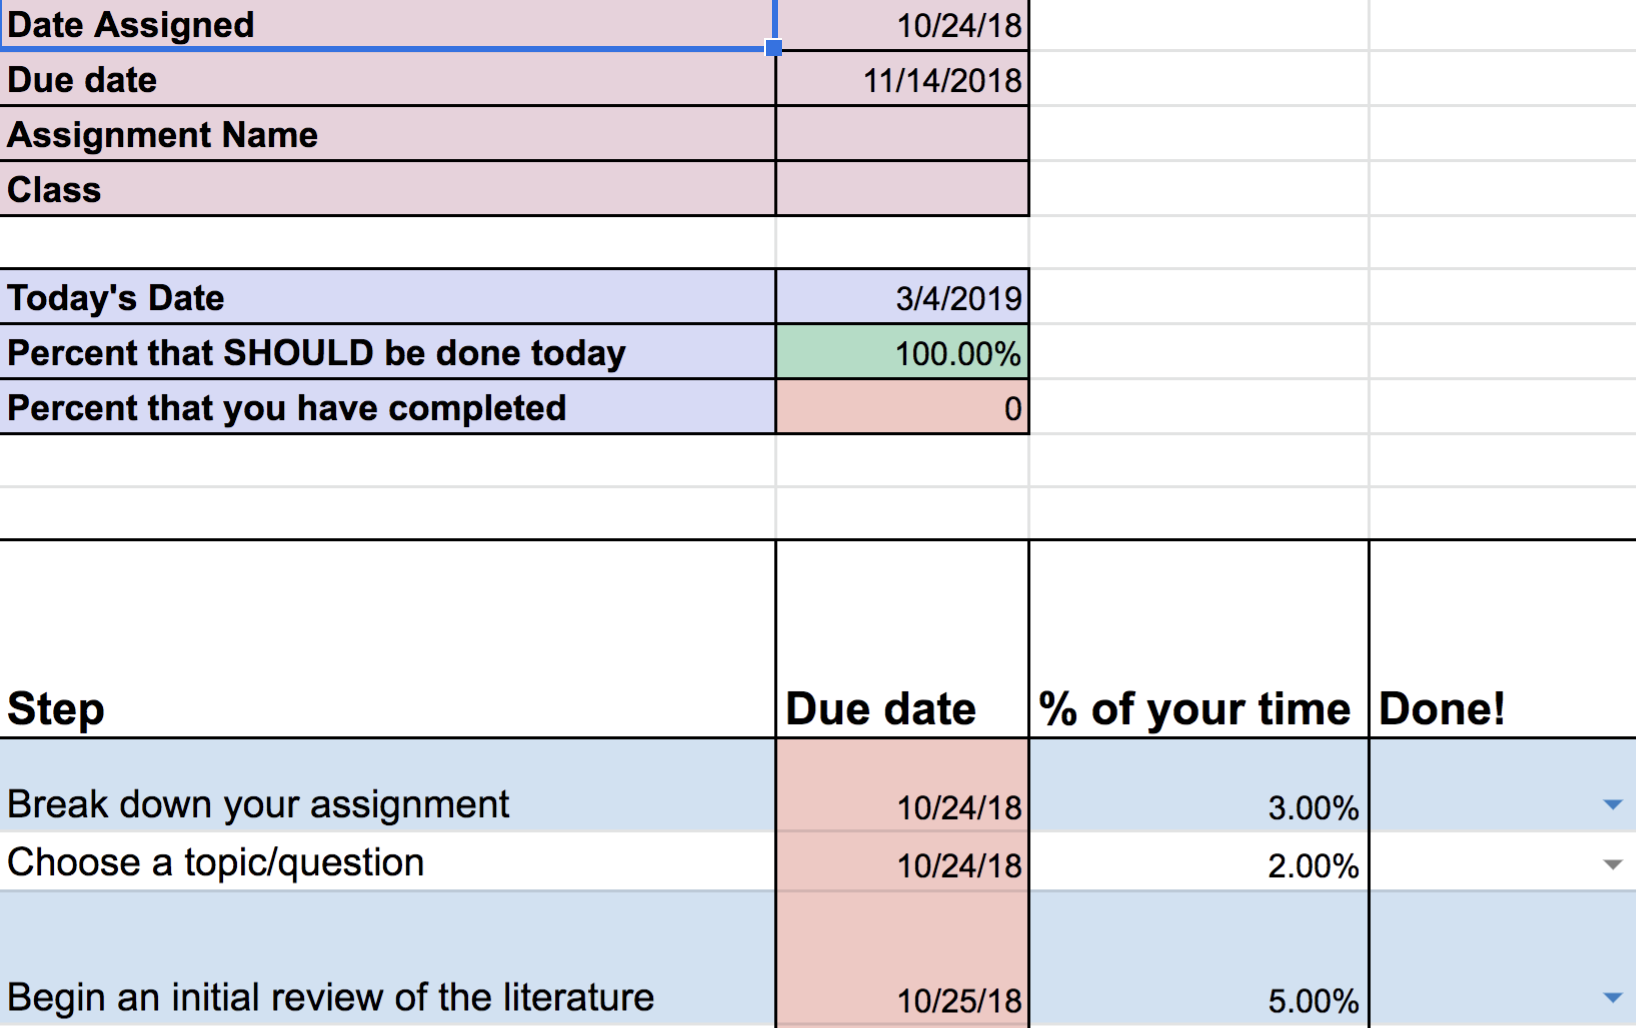 Date Assigned 10/24/18
Due date 11/14/2018
Assignment Name
Class
Today's Date 3/4/2019
Percent that SHOULD be done today 100.00%
Percent that you have completed 0
Step Due date % of your time Done!
Break down your assignment 10/24/18 3.00%
Choose a topic/question 10/24/18 2.00%
Begin an initial review of the literature 10/25/18 5.00%